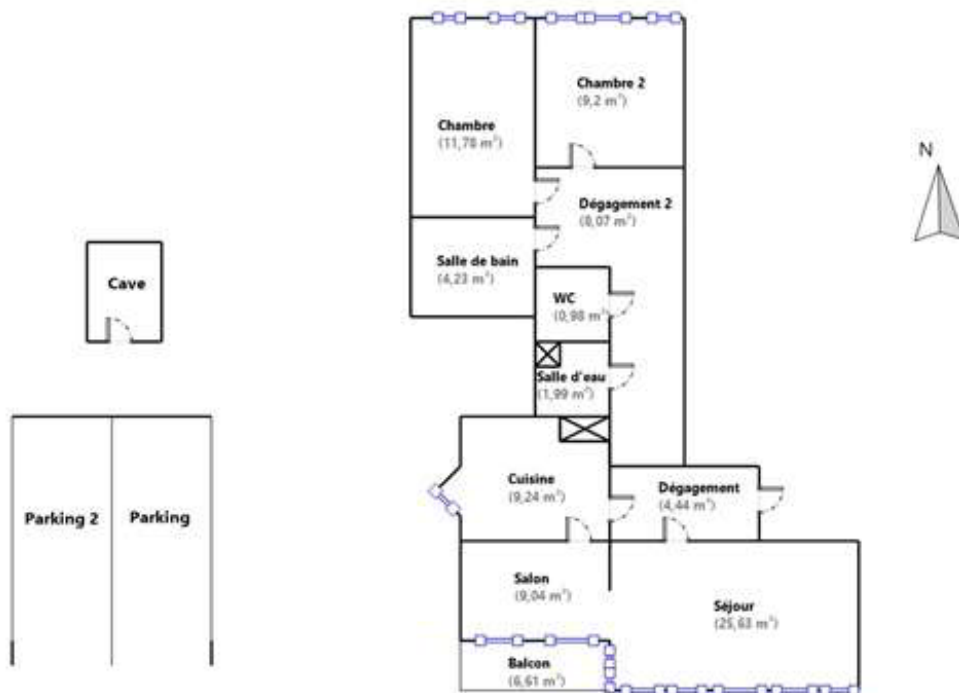 Chambre 2
(9,2 m²)
Chambre
(11,78 m²)
N
Dégagement 2
(8,07 m²)
Salle de bain
(4,23 m²)
Cave
WC
(0,98 m²
Salle d'eau
(1,99 m²)
Cuisine
(9,24 m²)
Dégagement
(4,44 m²)
Parking 2
Parking
Salon
(9,04 m²)
Séjour
(25,63 m²)
Balcon
(6,61 m²)